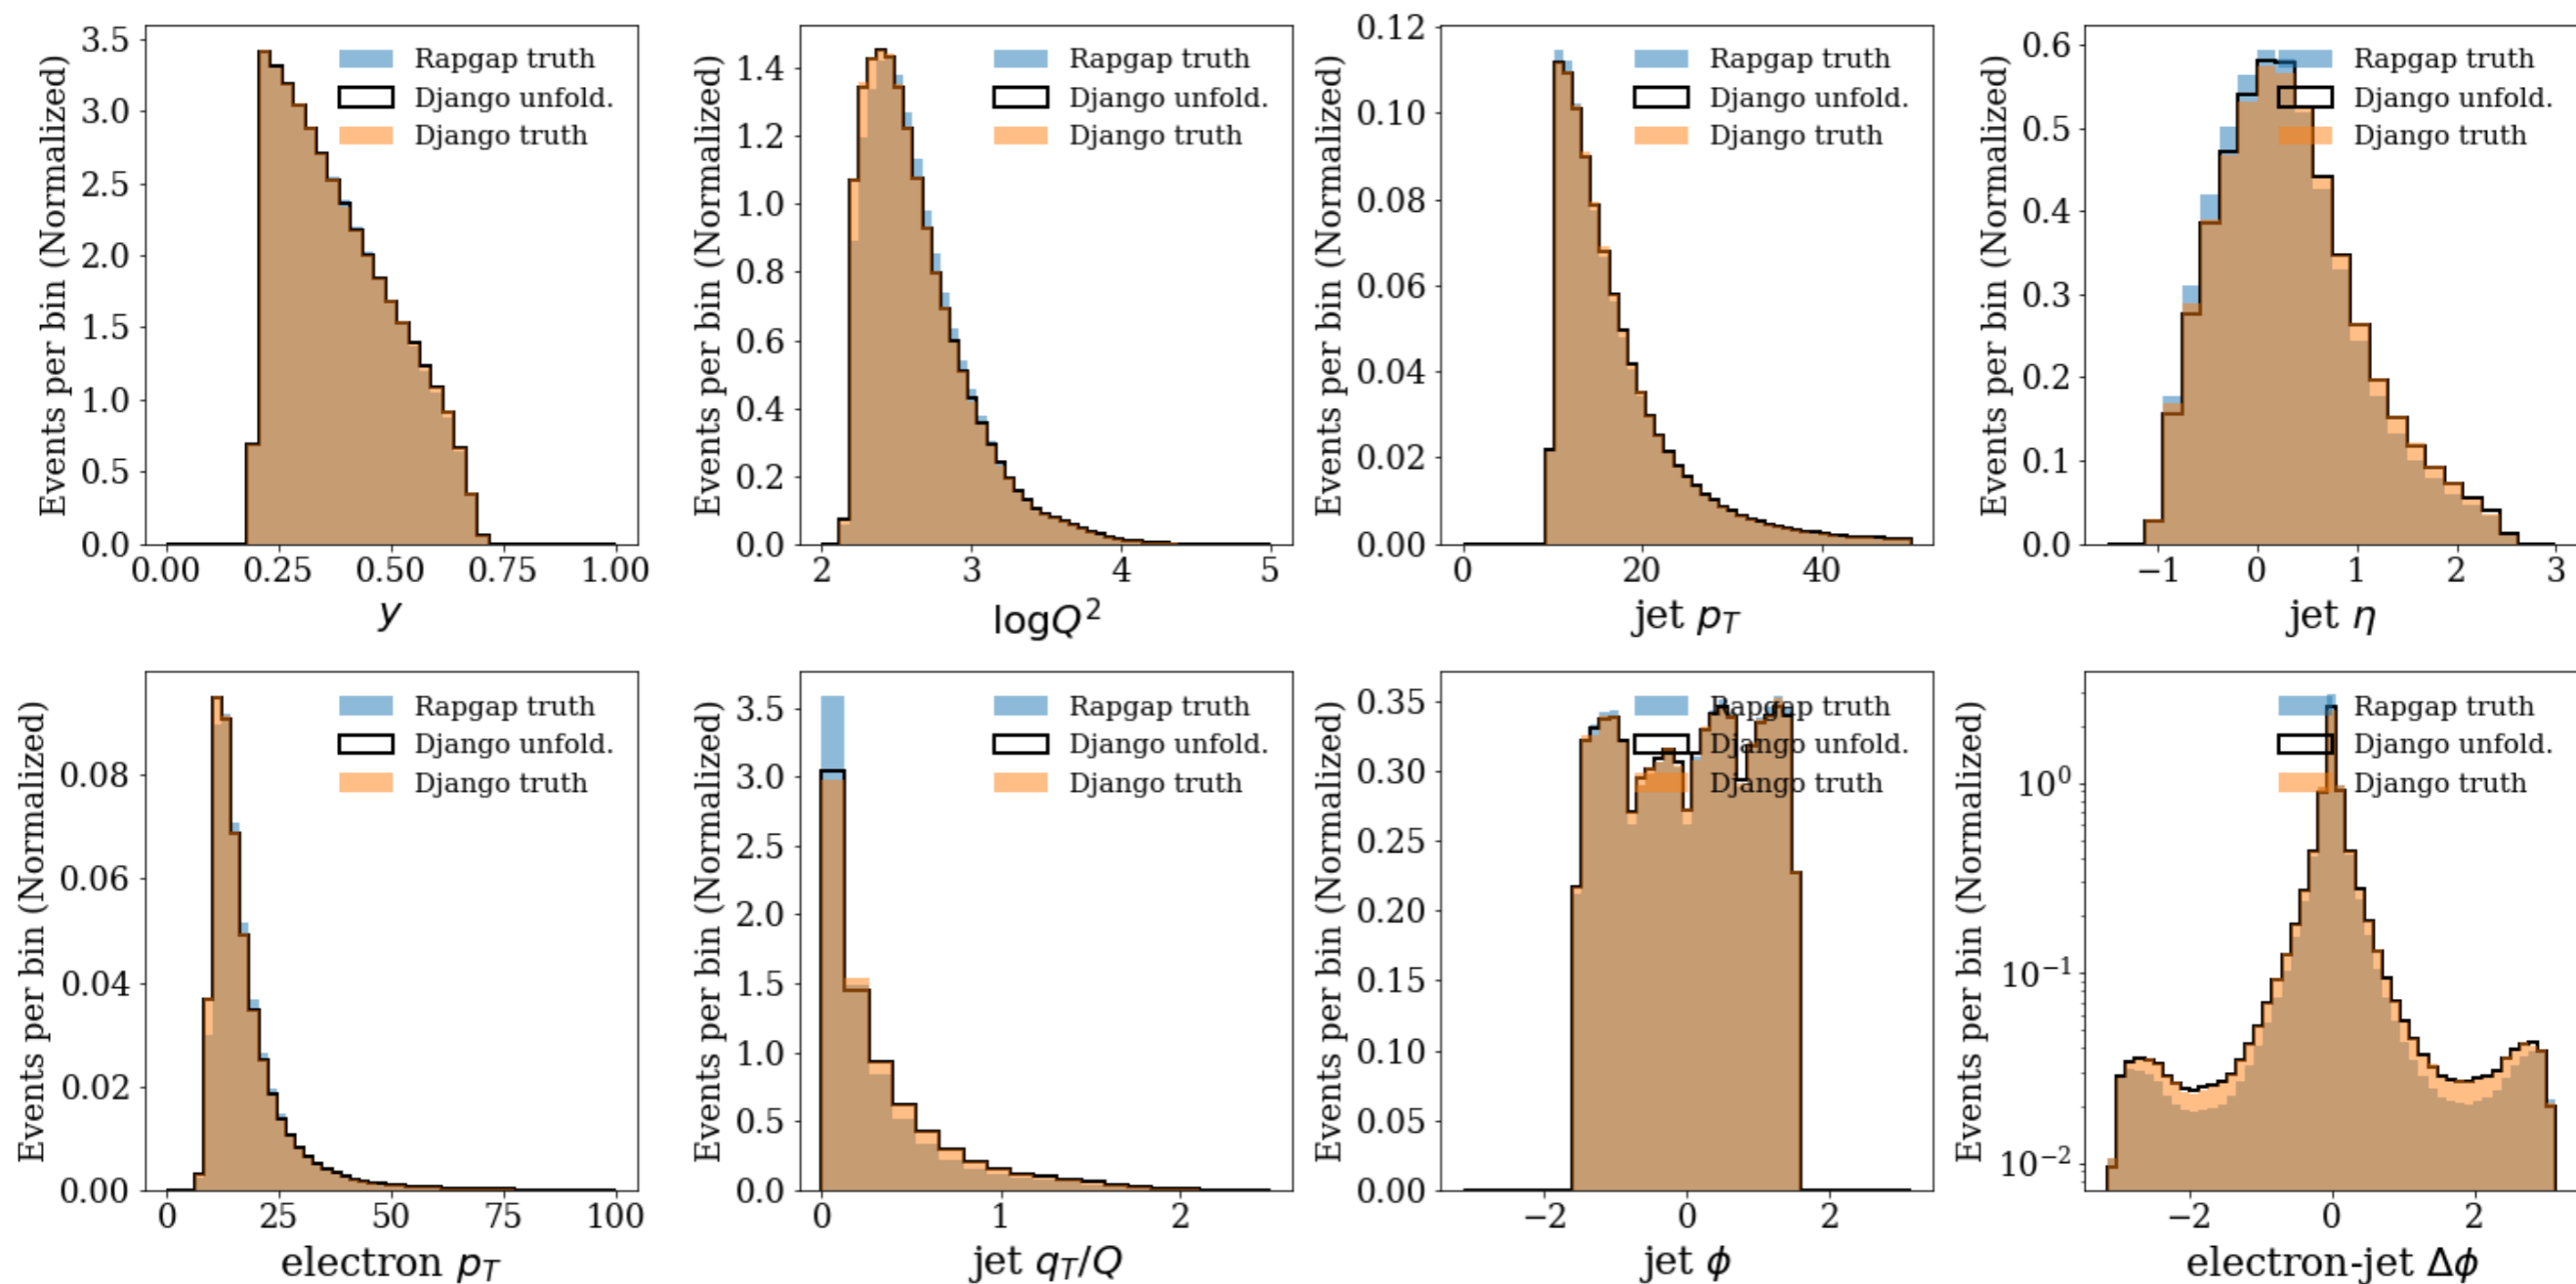 Events per bin (Normalized)
3.5
3.0
2.5
2.0
1.5
1.0
0.5
0.0
Rapgap truth
Django unfold.
Django truth
0.00 0.25 0.50 0.75 1.00
y
Events per bin (Normalized)
1.4
1.2
1.0
0.8
0.6
0.4
0.2
0.0
Rapgap truth
Django unfold.
Django truth
2 3 4 5
logQ²
Events per bin (Normalized)
0.12
0.10
0.08
0.06
0.04
0.02
0.00
Rapgap truth
Django unfold.
Django truth
0 20 40
jet p_T
Events per bin (Normalized)
0.6
0.5
0.4
0.3
0.2
0.1
0.0
Rapgap truth
Django unfold.
Django truth
−1 0 1 2 3
jet η
Events per bin (Normalized)
0.08
0.06
0.04
0.02
0.00
Rapgap truth
Django unfold.
Django truth
0 25 50 75 100
electron p_T
Events per bin (Normalized)
3.5
3.0
2.5
2.0
1.5
1.0
0.5
0.0
Rapgap truth
Django unfold.
Django truth
0 1 2
jet q_T/Q
Events per bin (Normalized)
0.35
0.30
0.25
0.20
0.15
0.10
0.05
0.00
Rapgap truth
Django unfold.
Django truth
−2 0 2
jet ϕ
Events per bin (Normalized)
10⁰
10⁻¹
10⁻²
Rapgap truth
Django unfold.
Django truth
−2 0 2
electron-jet Δϕ